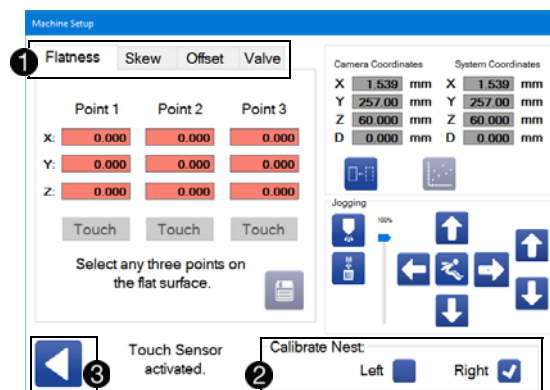 Machine Setup
1
Flatness Skew Offset Valve
Point 1 Point 2 Point 3
X: 0.000 0.000 0.000
Y: 0.000 0.000 0.000
Z: 0.000 0.000 0.000
Touch Touch Touch
Select any three points on
the flat surface.
Camera Coordinates System Coordinates
X 1.539 mm X 1.539 mm
Y 257.00 mm Y 257.00 mm
Z 60.000 mm Z 60.000 mm
D 0.000 mm D 0.000 mm
Jogging
100%
3
Touch Sensor
activated.
2
Calibrate Nest:
Left Right